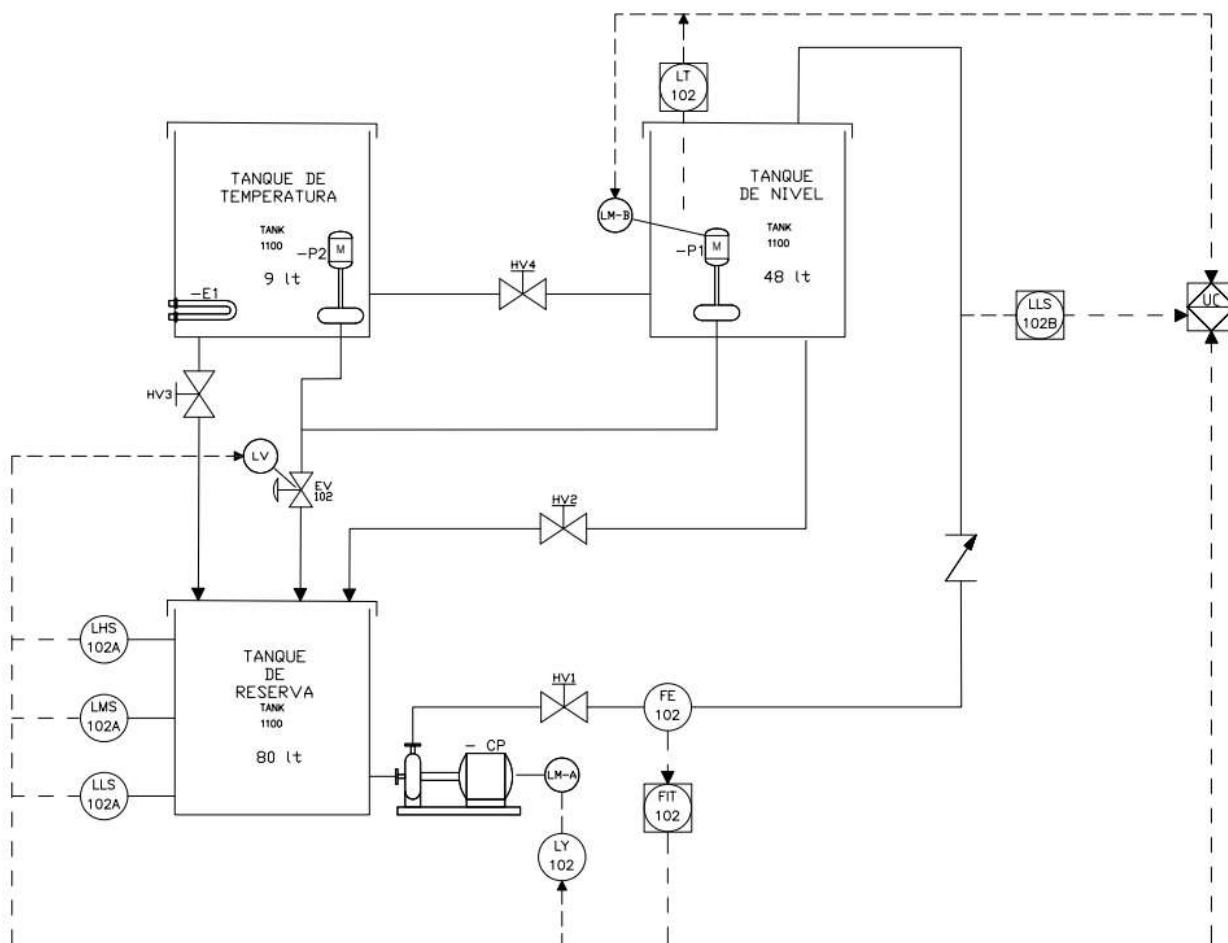 LT
102
TANQUE DE
TEMPERATURA
TANK
1100
-P2
M
9 lt
-E1
TANQUE
DE NIVEL
LM-B
TANK
1100
-P1
M
48 lt
HV4
LLS
102B
UC
HV3
LV
EV
102
HV2
LHS
102A
TANQUE
DE
RESERVA
TANK
1100
80 lt
LMS
102A
LLS
102A
HV1
FE
102
- CP
LM-A
FIT
102
LY
102